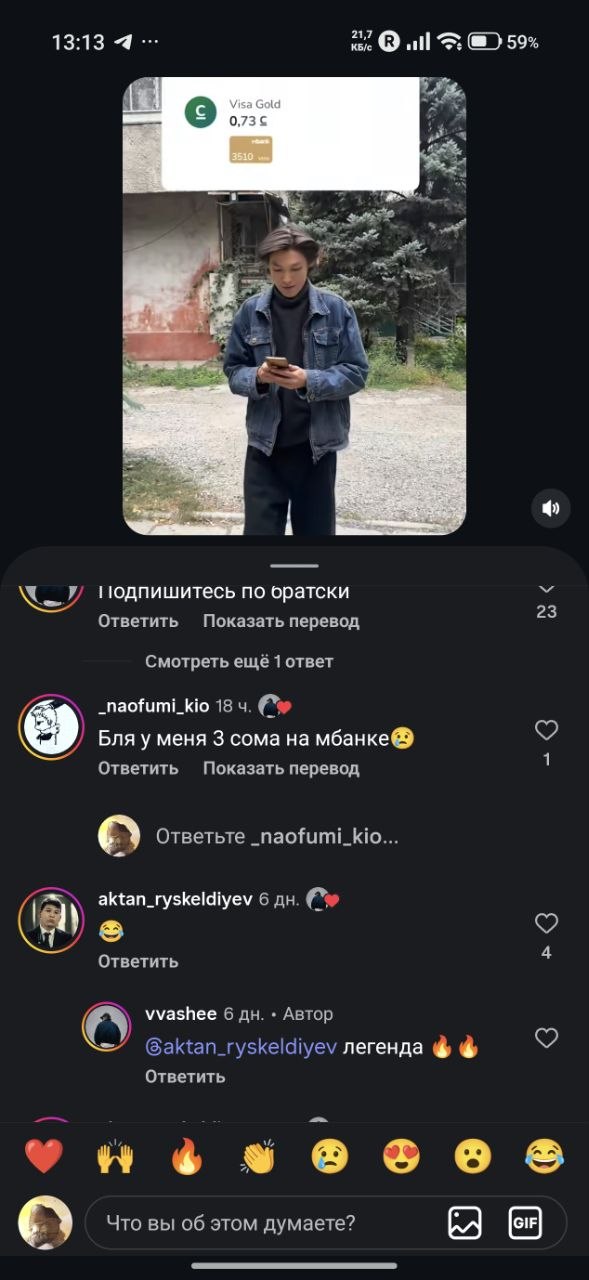 13:13
21,7
КБ/с
R
59%
Visa Gold
0,73 С
mbank
3510
VISA
Подпишитесь по братски
23
Ответить Показать перевод
Смотреть ещё 1 ответ
_naofumi_kio 18 ч.
Бля у меня 3 сома на мбанке😢
1
Ответить Показать перевод
Ответьте _naofumi_kio...
aktan_ryskeldiyev 6 дн.
😂
4
Ответить
vvashee 6 дн. • Автор
@aktan_ryskeldiyev легенда 🔥🔥
Ответить
Что вы об этом думаете?
GIF